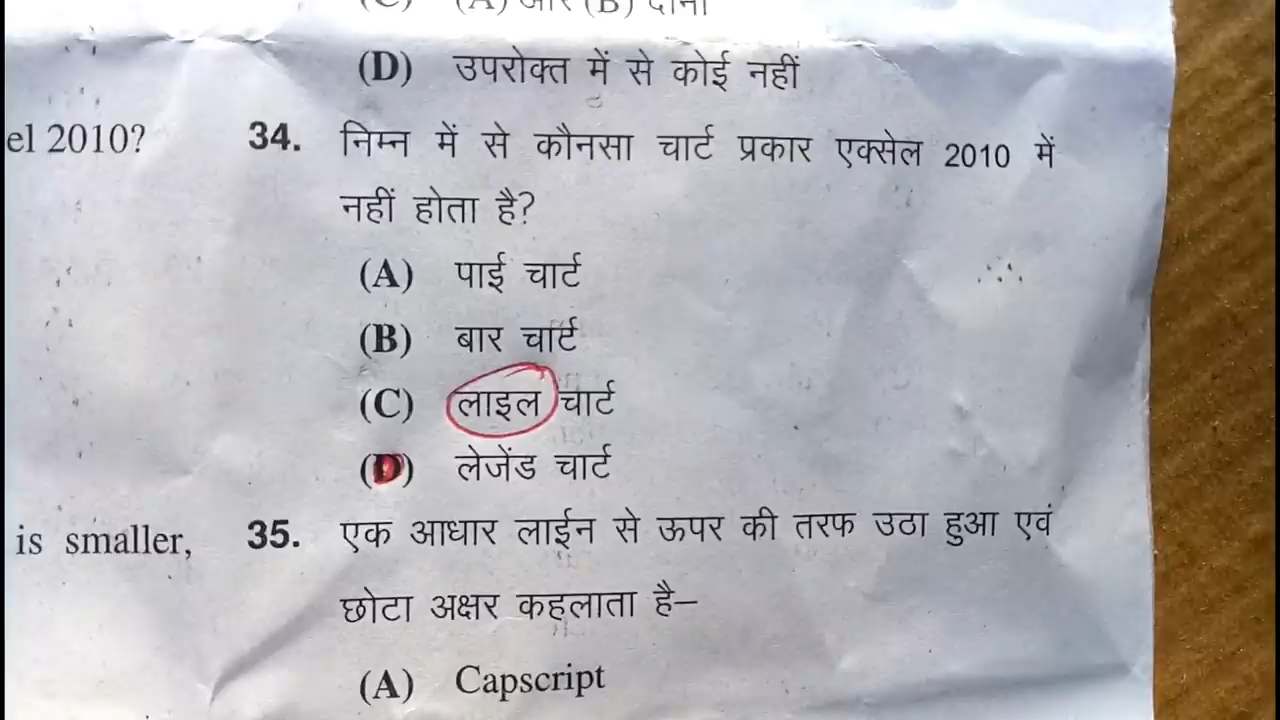 (C) (A) और (B) दोनों
(D) उपरोक्त में से कोई नहीं
el 2010?
34. निम्न में से कौनसा चार्ट प्रकार एक्सेल 2010 में
नहीं होता है?
(A) पाई चार्ट
(B) बार चार्ट
(C) लाइल चार्ट
(D) लेजेंड चार्ट
is smaller,
35. एक आधार लाईन से ऊपर की तरफ उठा हुआ एवं
छोटा अक्षर कहलाता है–
(A) Capscript